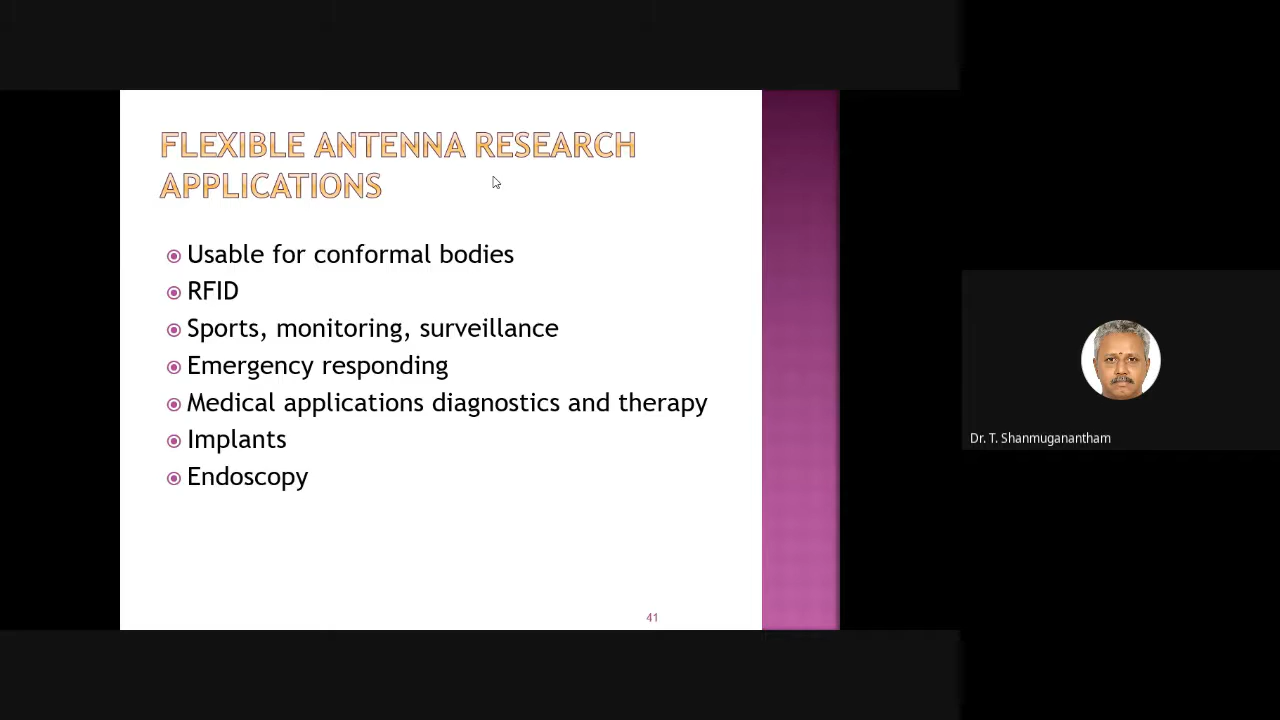 FLEXIBLE ANTENNA RESEARCH
APPLICATIONS
Usable for conformal bodies
RFID
Sports, monitoring, surveillance
Emergency responding
Medical applications diagnostics and therapy
Implants
Endoscopy
41
Dr. T. Shanmuganantham